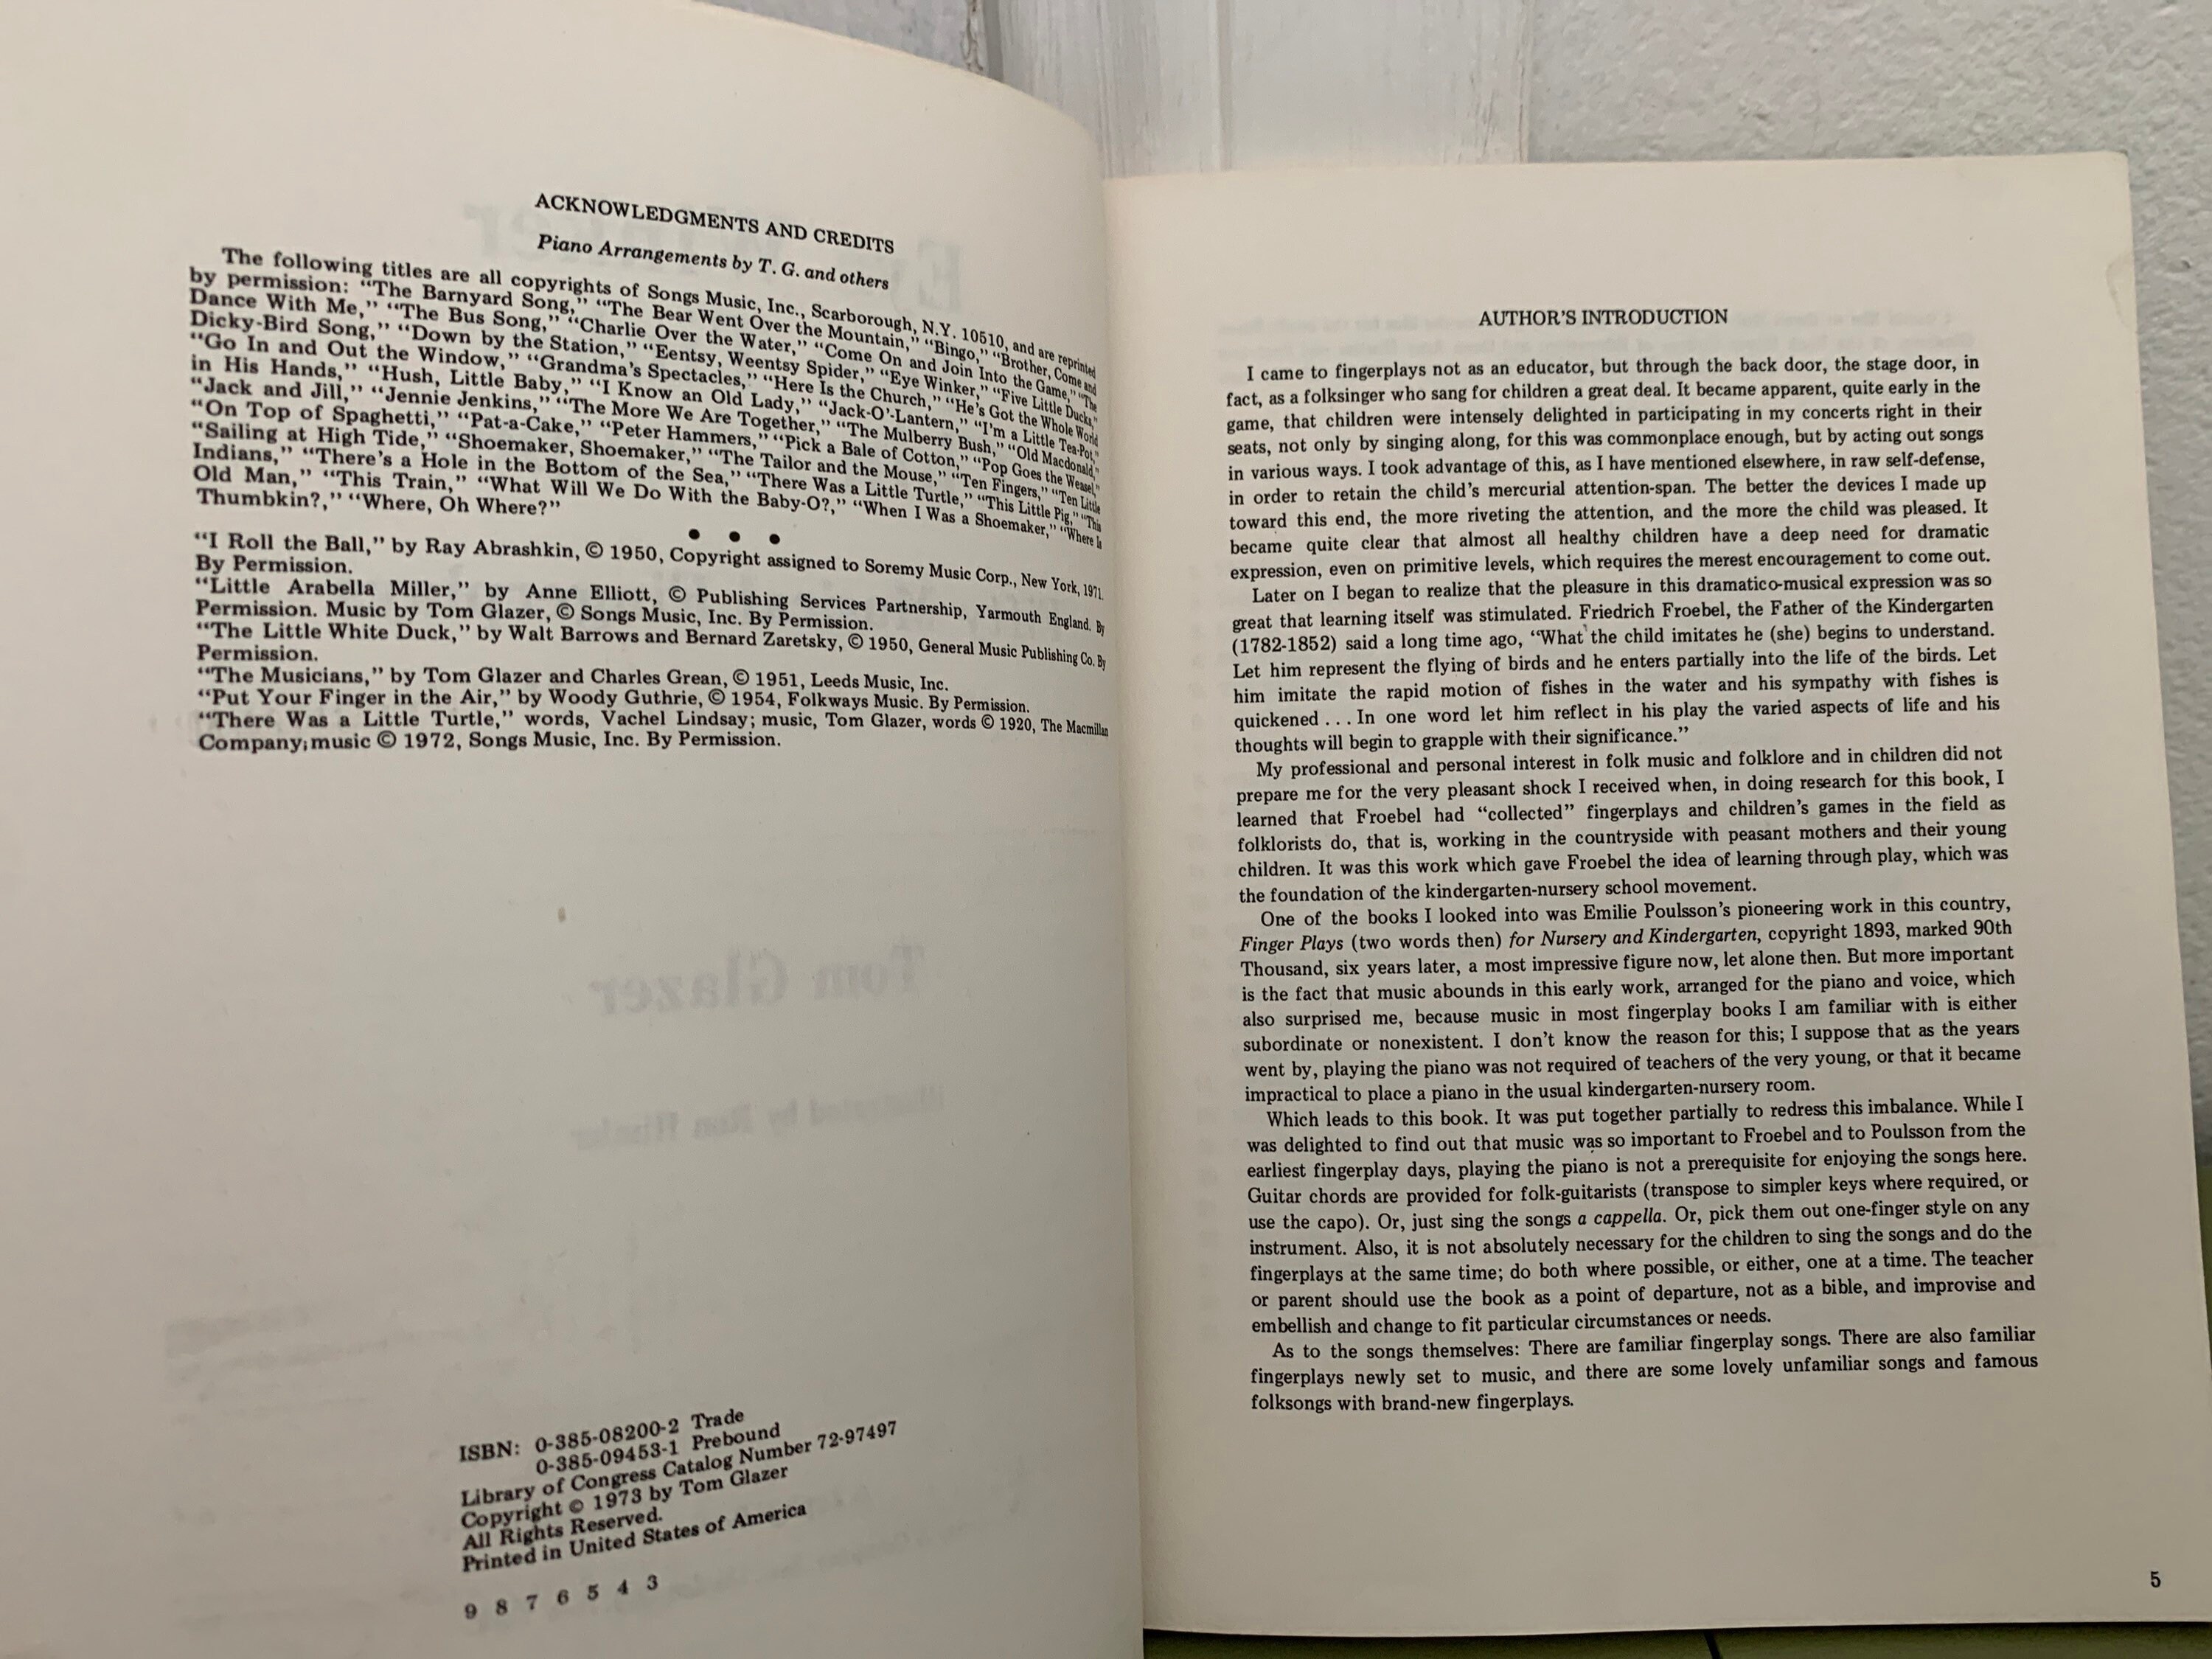 ACKNOWLEDGMENTS AND CREDITS
Piano Arrangements by T. G. and others
The following titles are all copyrights of Songs Music, Inc., Scarborough, N.Y. 10510, and are reprinted
by permission: “The Barnyard Song,” “The Bear Went Over the Mountain,” “Bingo,” “Brother, Come and
Dance With Me,” “The Bus Song,” “Charlie Over the Water,” “Come On and Join Into the Game,” “The
Dicky-Bird Song,” “Down by the Station,” “Eentsy, Weentsy Spider,” “Eye Winker,” “Five Little Ducks,”
“Go In and Out the Window,” “Grandma’s Spectacles,” “Here Is the Church,” “He’s Got the Whole World
in His Hands,” “Hush, Little Baby,” “I Know an Old Lady,” “Jack-O’-Lantern,” “I’m a Little Tea-Pot,”
“Jack and Jill,” “Jennie Jenkins,” “The More We Are Together,” “The Mulberry Bush,” “Old Macdonald,”
“On Top of Spaghetti,” “Pat-a-Cake,” “Peter Hammers,” “Pick a Bale of Cotton,” “Pop Goes the Weasel,”
“Sailing at High Tide,” “Shoemaker, Shoemaker,” “The Tailor and the Mouse,” “Ten Fingers,” “Ten Little
Indians,” “There’s a Hole in the Bottom of the Sea,” “There Was a Little Turtle,” “This Little Pig,” “This
Old Man,” “This Train,” “What Will We Do With the Baby-O?,” “When I Was a Shoemaker,” “Where Is
Thumbkin?,” “Where, Oh Where?”
• • •
“I Roll the Ball,” by Ray Abrashkin, © 1950, Copyright assigned to Soremy Music Corp., New York, 1971.
By Permission.
“Little Arabella Miller,” by Anne Elliott, © Publishing Services Partnership, Yarmouth England. By
Permission. Music by Tom Glazer, © Songs Music, Inc. By Permission.
“The Little White Duck,” by Walt Barrows and Bernard Zaretsky, © 1950, General Music Publishing Co. By
Permission.
“The Musicians,” by Tom Glazer and Charles Grean, © 1951, Leeds Music, Inc.
“Put Your Finger in the Air,” by Woody Guthrie, © 1954, Folkways Music. By Permission.
“There Was a Little Turtle,” words, Vachel Lindsay; music, Tom Glazer, words © 1920, The Macmillan
Company; music © 1972, Songs Music, Inc. By Permission.
ISBN: 0-385-08200-2 Trade
0-385-09453-1 Prebound
Library of Congress Catalog Number 72-97497
Copyright © 1973 by Tom Glazer
All Rights Reserved.
Printed in United States of America
9 8 7 6 5 4 3
AUTHOR’S INTRODUCTION
I came to fingerplays not as an educator, but through the back door, the stage door, in
fact, as a folksinger who sang for children a great deal. It became apparent, quite early in the
game, that children were intensely delighted in participating in my concerts right in their
seats, not only by singing along, for this was commonplace enough, but by acting out songs
in various ways. I took advantage of this, as I have mentioned elsewhere, in raw self-defense,
in order to retain the child’s mercurial attention-span. The better the devices I made up
toward this end, the more riveting the attention, and the more the child was pleased. It
became quite clear that almost all healthy children have a deep need for dramatic
expression, even on primitive levels, which requires the merest encouragement to come out.
Later on I began to realize that the pleasure in this dramatico-musical expression was so
great that learning itself was stimulated. Friedrich Froebel, the Father of the Kindergarten
(1782-1852) said a long time ago, “What the child imitates he (she) begins to understand.
Let him represent the flying of birds and he enters partially into the life of the birds. Let
him imitate the rapid motion of fishes in the water and his sympathy with fishes is
quickened . . . In one word let him reflect in his play the varied aspects of life and his
thoughts will begin to grapple with their significance.”
My professional and personal interest in folk music and folklore and in children did not
prepare me for the very pleasant shock I received when, in doing research for this book, I
learned that Froebel had “collected” fingerplays and children’s games in the field as
folklorists do, that is, working in the countryside with peasant mothers and their young
children. It was this work which gave Froebel the idea of learning through play, which was
the foundation of the kindergarten-nursery school movement.
One of the books I looked into was Emilie Poulsson’s pioneering work in this country,
Finger Plays (two words then) for Nursery and Kindergarten, copyright 1893, marked 90th
Thousand, six years later, a most impressive figure now, let alone then. But more important
is the fact that music abounds in this early work, arranged for the piano and voice, which
also surprised me, because music in most fingerplay books I am familiar with is either
subordinate or nonexistent. I don’t know the reason for this; I suppose that as the years
went by, playing the piano was not required of teachers of the very young, or that it became
impractical to place a piano in the usual kindergarten-nursery room.
Which leads to this book. It was put together partially to redress this imbalance. While I
was delighted to find out that music was so important to Froebel and to Poulsson from the
earliest fingerplay days, playing the piano is not a prerequisite for enjoying the songs here.
Guitar chords are provided for folk-guitarists (transpose to simpler keys where required, or
use the capo). Or, just sing the songs a cappella. Or, pick them out one-finger style on any
instrument. Also, it is not absolutely necessary for the children to sing the songs and do the
fingerplays at the same time; do both where possible, or either, one at a time. The teacher
or parent should use the book as a point of departure, not as a bible, and improvise and
embellish and change to fit particular circumstances or needs.
As to the songs themselves: There are familiar fingerplay songs. There are also familiar
fingerplays newly set to music, and there are some lovely unfamiliar songs and famous
folksongs with brand-new fingerplays.
5